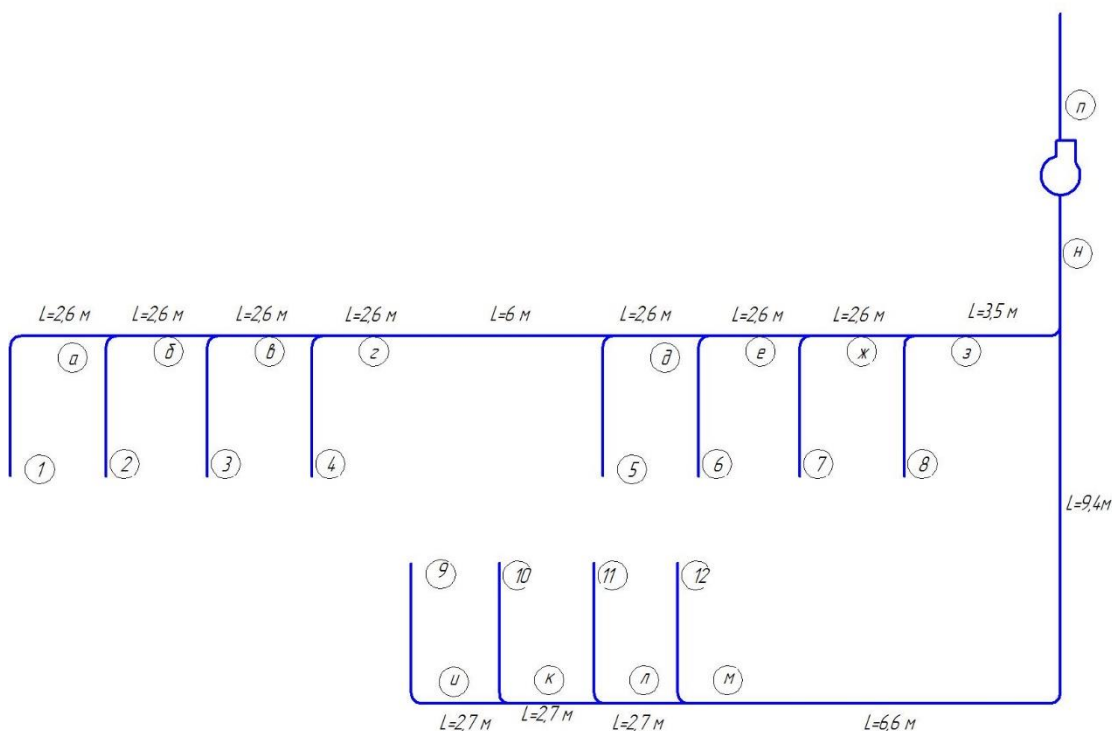 п
н
L=2,6 м L=2,6 м L=2,6 м L=2,6 м L=6 м L=2,6 м L=2,6 м L=2,6 м L=3,5 м
а б в г д е ж з
1 2 3 4 5 6 7 8
L=9,4м
9 10 11 12
и к л м
L=2,7 м L=2,7 м L=2,7 м L=6,6 м